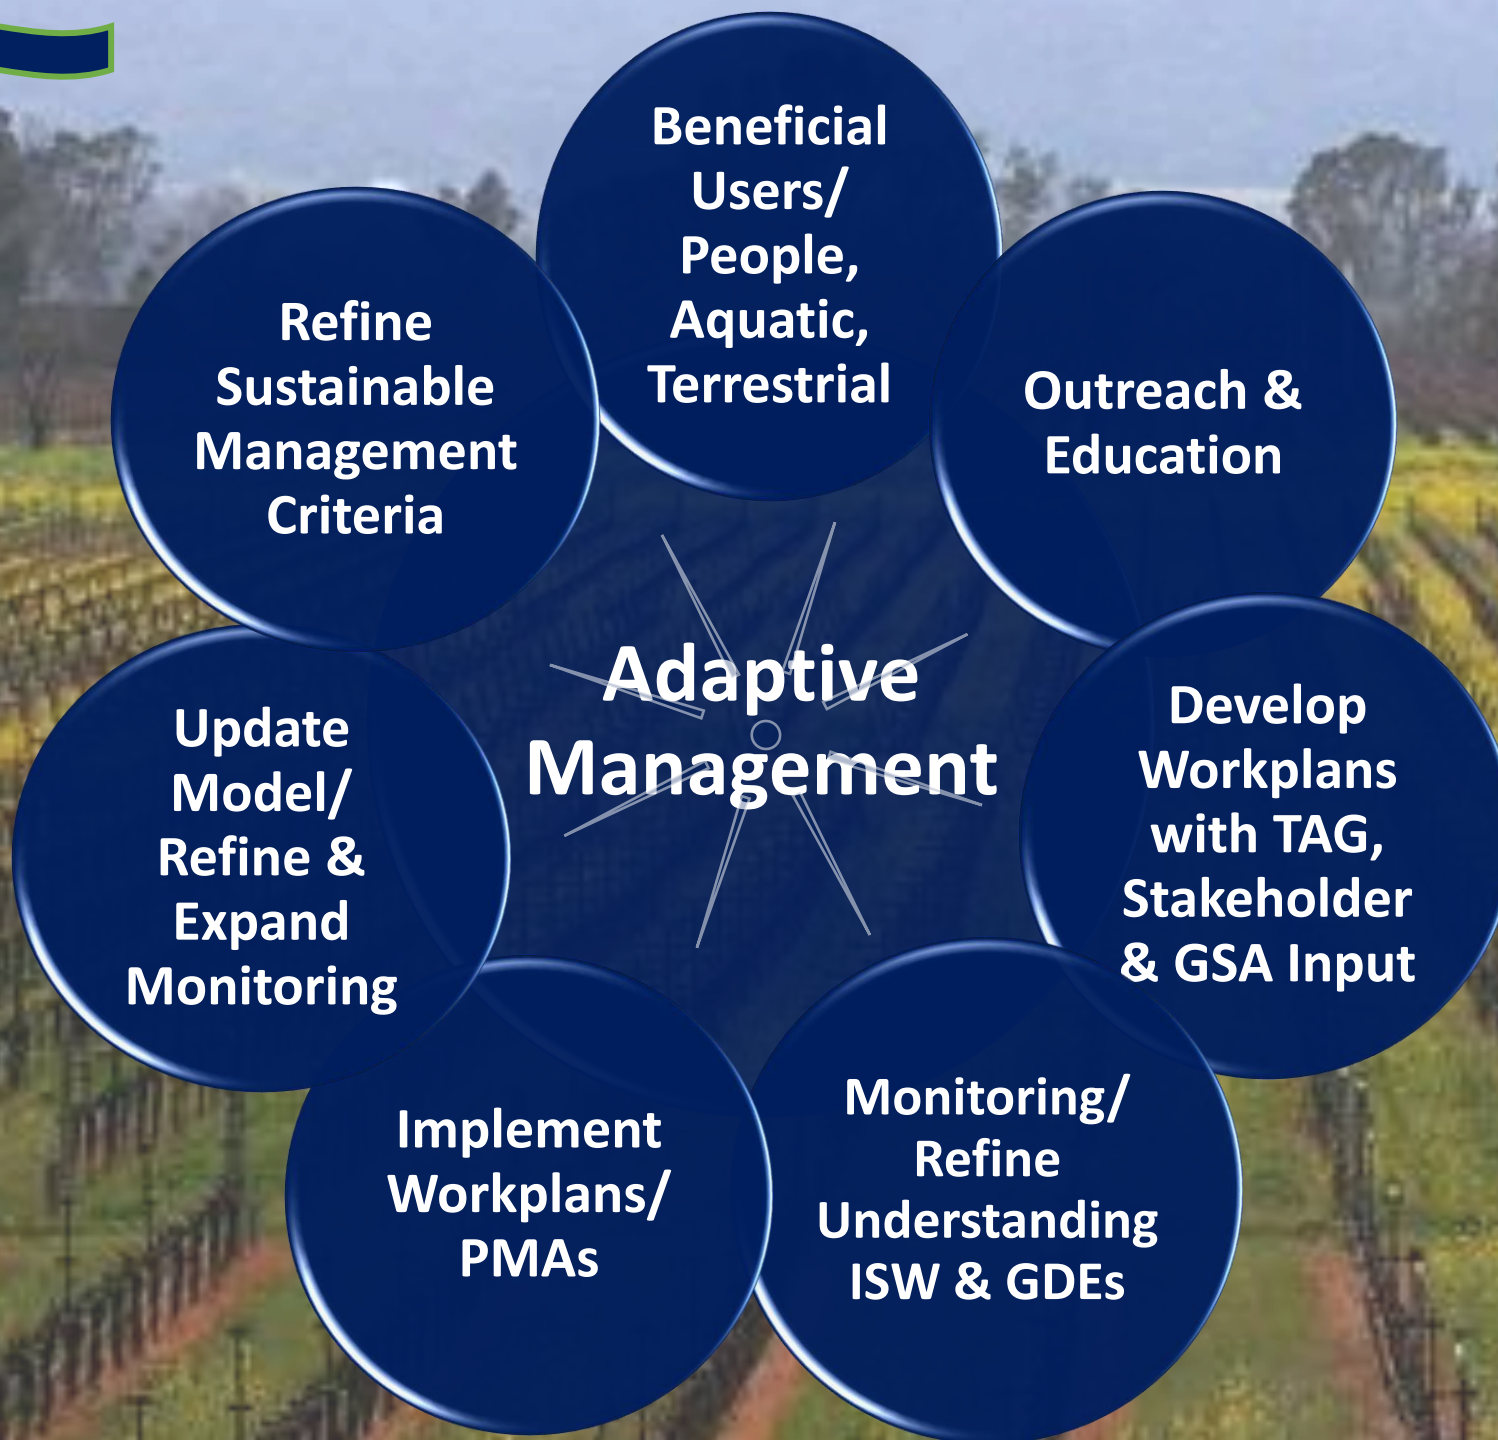 Beneficial
Users/
People,
Aquatic,
Terrestrial
Outreach &
Education
Develop
Workplans
with TAG,
Stakeholder
& GSA Input
Monitoring/
Refine
Understanding
ISW & GDEs
Implement
Workplans/
PMAs
Update
Model/
Refine &
Expand
Monitoring
Refine
Sustainable
Management
Criteria
Adaptive
Management